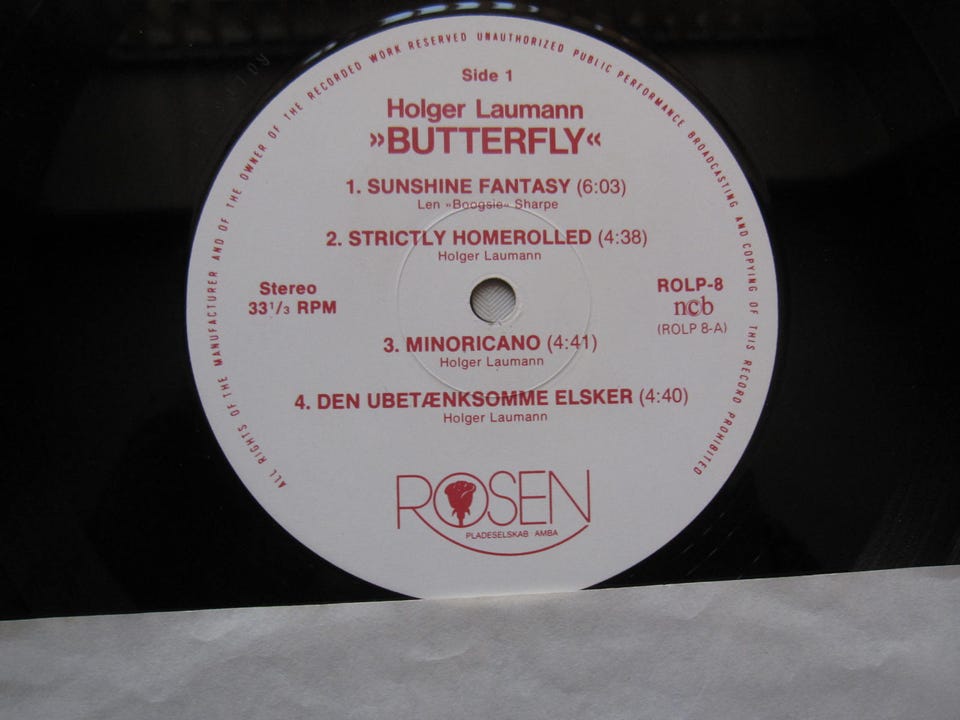 ALL RIGHTS OF THE MANUFACTURER AND OF THE OWNER OF THE RECORDED WORK RESERVED UNAUTHORIZED PUBLIC PERFORMANCE BROADCASTING AND COPYING OF THIS RECORD PROHIBITED
Side 1
Holger Laumann
»BUTTERFLY«
1. SUNSHINE FANTASY (6:03)
Len »Boogsie« Sharpe
2. STRICTLY HOMEROLLED (4:38)
Holger Laumann
Stereo
33 1/3 RPM
ROLP-8
ncb
(ROLP 8-A)
3. MINORICANO (4:41)
Holger Laumann
4. DEN UBETÆNKSOMME ELSKER (4:40)
Holger Laumann
ROSEN
PLADESELSKAB AMBA